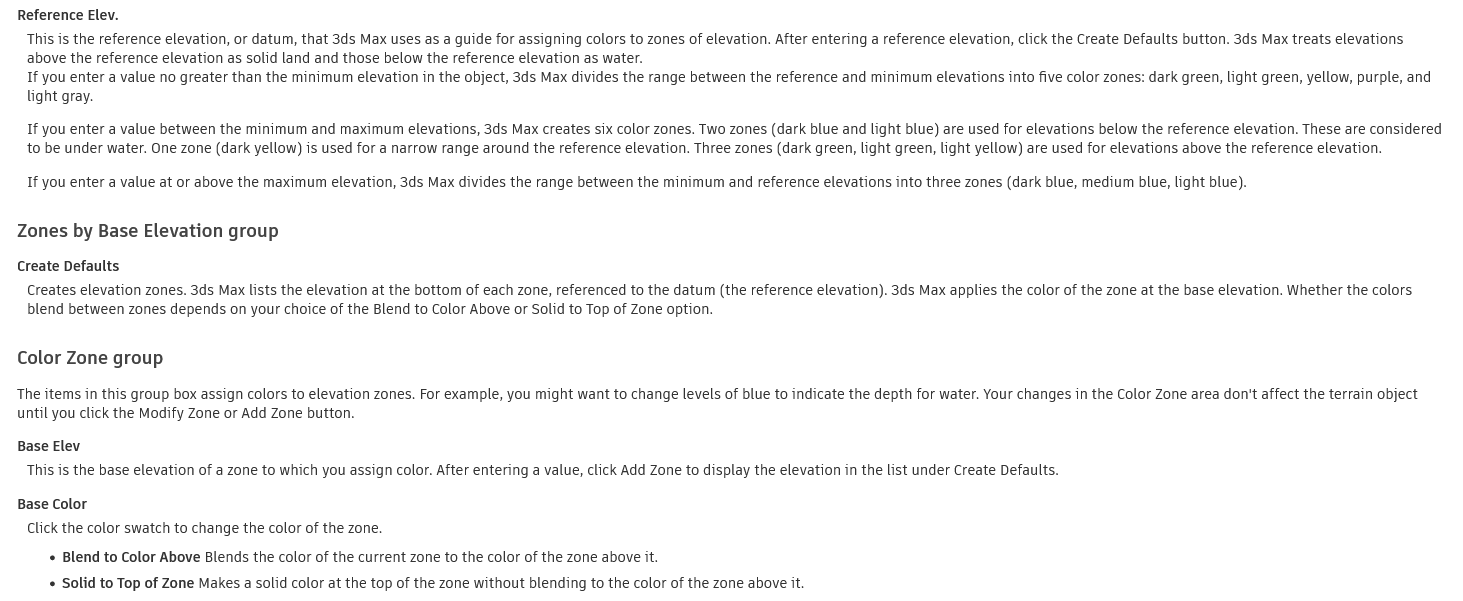 Reference Elev.
This is the reference elevation, or datum, that 3ds Max uses as a guide for assigning colors to zones of elevation. After entering a reference elevation, click the Create Defaults button. 3ds Max treats elevations
above the reference elevation as solid land and those below the reference elevation as water.
If you enter a value no greater than the minimum elevation in the object, 3ds Max divides the range between the reference and minimum elevations into five color zones: dark green, light green, yellow, purple, and
light gray.
If you enter a value between the minimum and maximum elevations, 3ds Max creates six color zones. Two zones (dark blue and light blue) are used for elevations below the reference elevation. These are considered
to be under water. One zone (dark yellow) is used for a narrow range around the reference elevation. Three zones (dark green, light green, light yellow) are used for elevations above the reference elevation.
If you enter a value at or above the maximum elevation, 3ds Max divides the range between the minimum and reference elevations into three zones (dark blue, medium blue, light blue).
Zones by Base Elevation group
Create Defaults
Creates elevation zones. 3ds Max lists the elevation at the bottom of each zone, referenced to the datum (the reference elevation). 3ds Max applies the color of the zone at the base elevation. Whether the colors
blend between zones depends on your choice of the Blend to Color Above or Solid to Top of Zone option.
Color Zone group
The items in this group box assign colors to elevation zones. For example, you might want to change levels of blue to indicate the depth for water. Your changes in the Color Zone area don't affect the terrain object
until you click the Modify Zone or Add Zone button.
Base Elev
This is the base elevation of a zone to which you assign color. After entering a value, click Add Zone to display the elevation in the list under Create Defaults.
Base Color
Click the color swatch to change the color of the zone.
• Blend to Color Above Blends the color of the current zone to the color of the zone above it.
• Solid to Top of Zone Makes a solid color at the top of the zone without blending to the color of the zone above it.